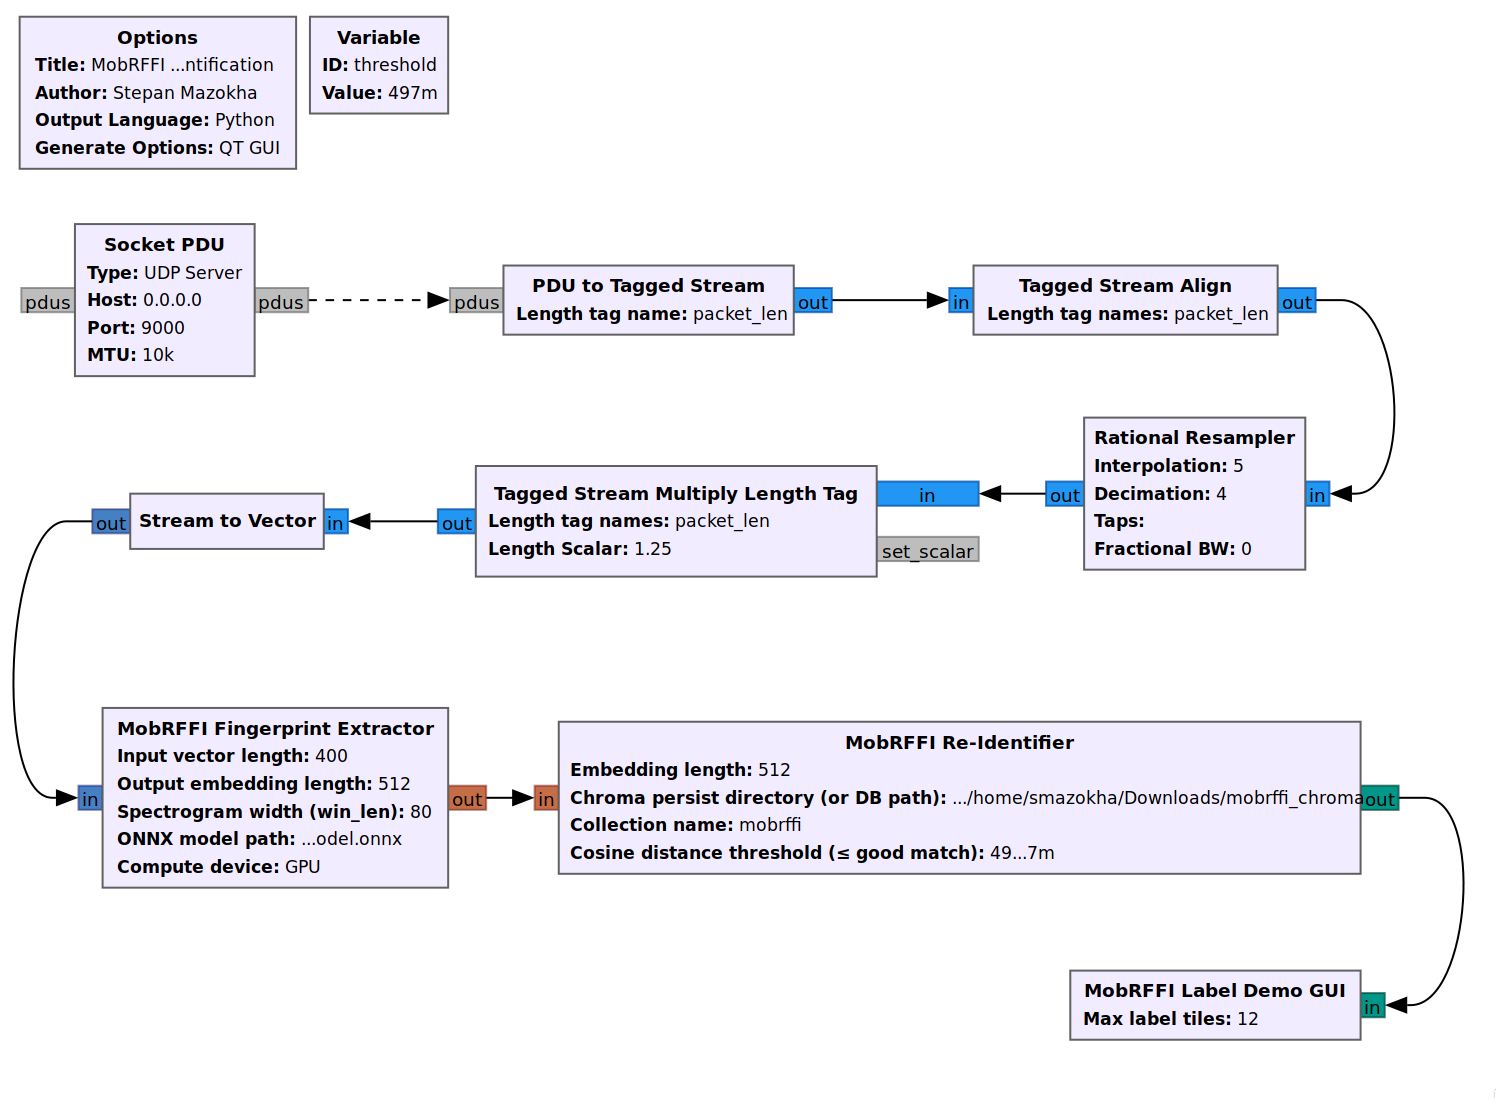 Options
Title: MobRFFI ...ntification
Author: Stepan Mazokha
Output Language: Python
Generate Options: QT GUI
Variable
ID: threshold
Value: 497m
pdus
Socket PDU
Type: UDP Server
Host: 0.0.0.0
Port: 9000
MTU: 10k
pdus
pdus
PDU to Tagged Stream
Length tag name: packet_len
out
in
Tagged Stream Align
Length tag names: packet_len
out
Rational Resampler
Interpolation: 5
Decimation: 4
Taps:
Fractional BW: 0
in
out
Tagged Stream Multiply Length Tag
Length tag names: packet_len
Length Scalar: 1.25
in
set_scalar
out
Stream to Vector
in
out
in
MobRFFI Fingerprint Extractor
Input vector length: 400
Output embedding length: 512
Spectrogram width (win_len): 80
ONNX model path: ...odel.onnx
Compute device: GPU
out
in
MobRFFI Re-Identifier
Embedding length: 512
Chroma persist directory (or DB path): .../home/smazokha/Downloads/mobrffi_chroma
Collection name: mobrffi
Cosine distance threshold (≤ good match): 49...7m
out
MobRFFI Label Demo GUI
Max label tiles: 12
in